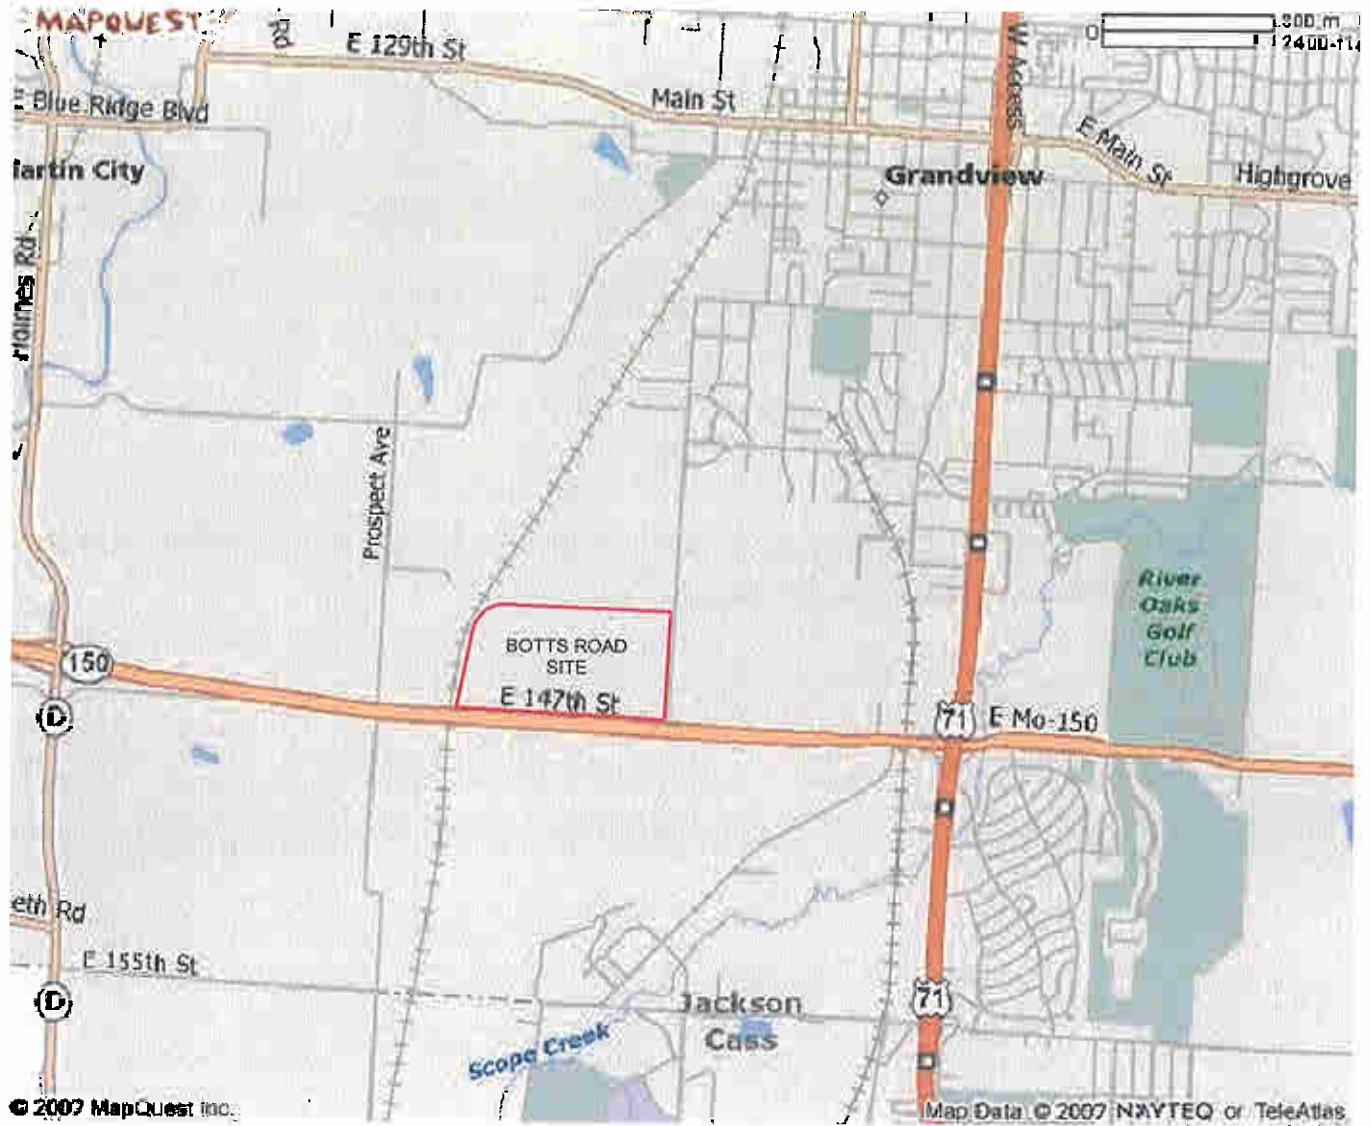 MAPQUEST
Rd
E 129th St
Main St
E Blue Ridge Blvd
W Access
E Main St
Highgrove
Grandview
Holmes Rd
Prospect Ave
BOTTS ROAD
SITE
E 147th St
150
D
71
E Mo-150
River
Oaks
Golf
Club
E 155th St
D
71
Jackson
Cass
Scope Creek
© 2007 MapQuest Inc.
Map Data © 2007 NAVTEQ or TeleAtlas